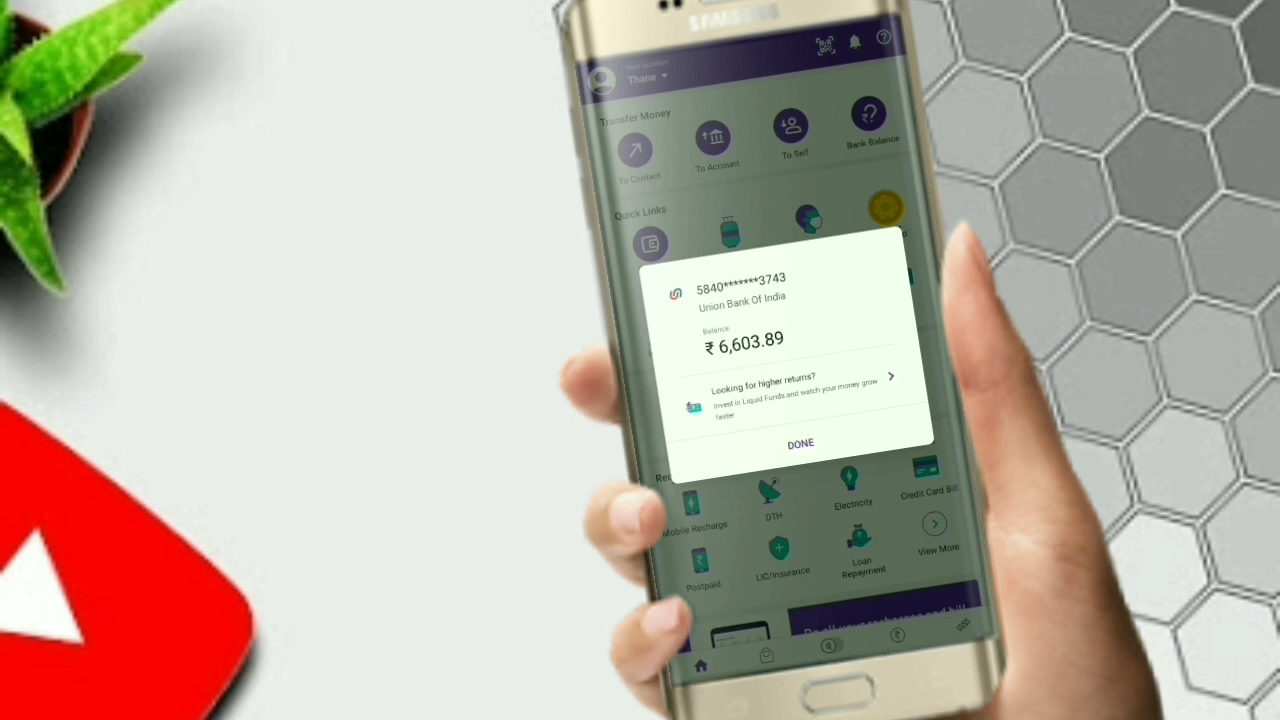 SAMSUNG
Your location
Thane
Transfer Money
To Contact
To Account
To Self
Bank Balance
Quick Links
5840*******3743
Union Bank Of India
Balance:
₹ 6,603.89
Looking for higher returns?
Invest in Liquid Funds and watch your money grow
faster
DONE
Mobile Recharge
DTH
Electricity
Credit Card Bill
Postpaid
LIC/Insurance
Loan
Repayment
View More